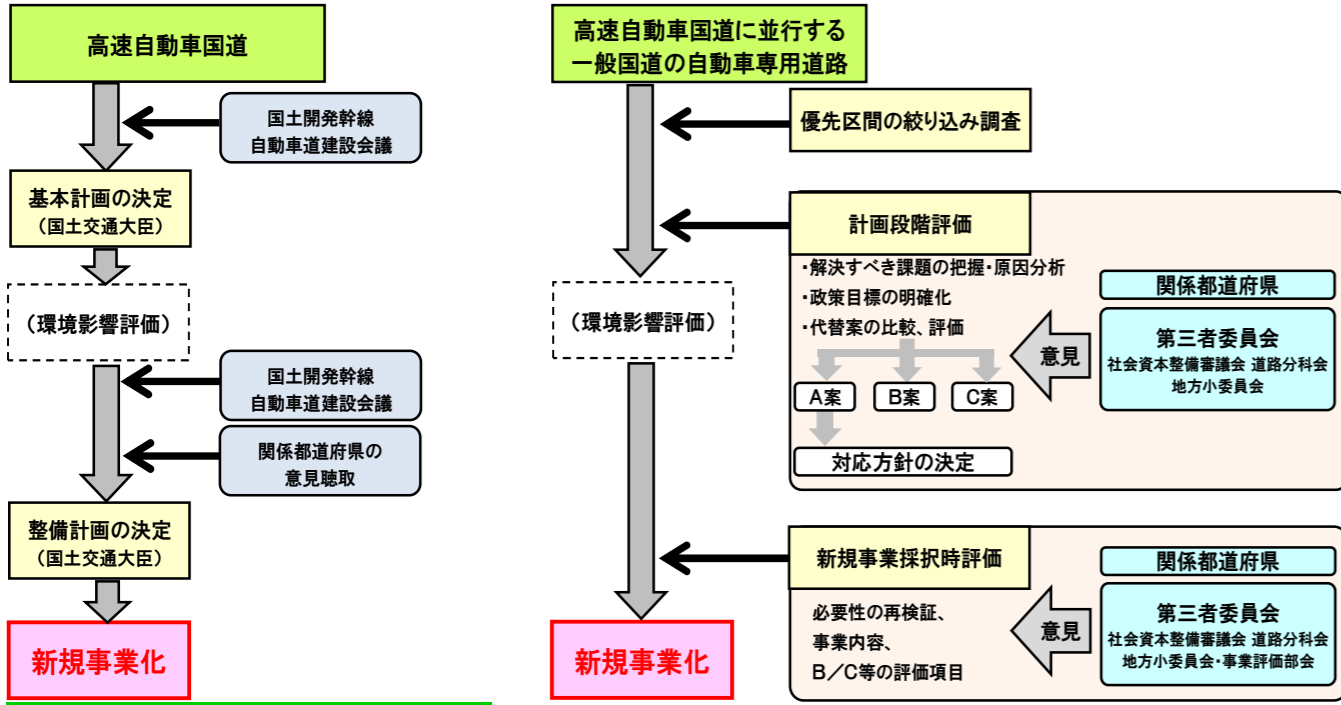 高速自動車国道
国土開発幹線
自動車道建設会議
基本計画の決定
（国土交通大臣）
（環境影響評価）
国土開発幹線
自動車道建設会議
関係都道府県の
意見聴取
整備計画の決定
（国土交通大臣）
新規事業化
高速自動車国道に並行する
一般国道の自動車専用道路
優先区間の絞り込み調査
計画段階評価
・解決すべき課題の把握・原因分析
・政策目標の明確化
・代替案の比較、評価
A案
B案
C案
対応方針の決定
意見
関係都道府県
第三者委員会
社会資本整備審議会 道路分科会
地方小委員会
（環境影響評価）
新規事業採択時評価
必要性の再検証、
事業内容、
B／C等の評価項目
意見
関係都道府県
第三者委員会
社会資本整備審議会 道路分科会
地方小委員会・事業評価部会
新規事業化